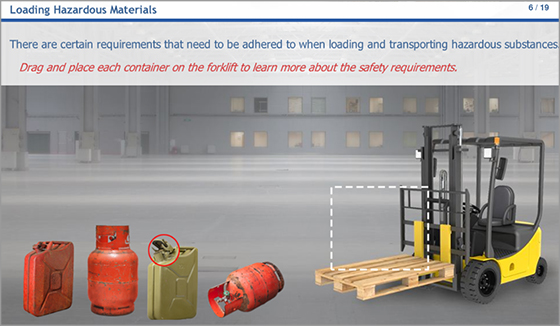 Loading Hazardous Materials
6 / 19
There are certain requirements that need to be adhered to when loading and transporting hazardous substances
Drag and place each container on the forklift to learn more about the safety requirements.